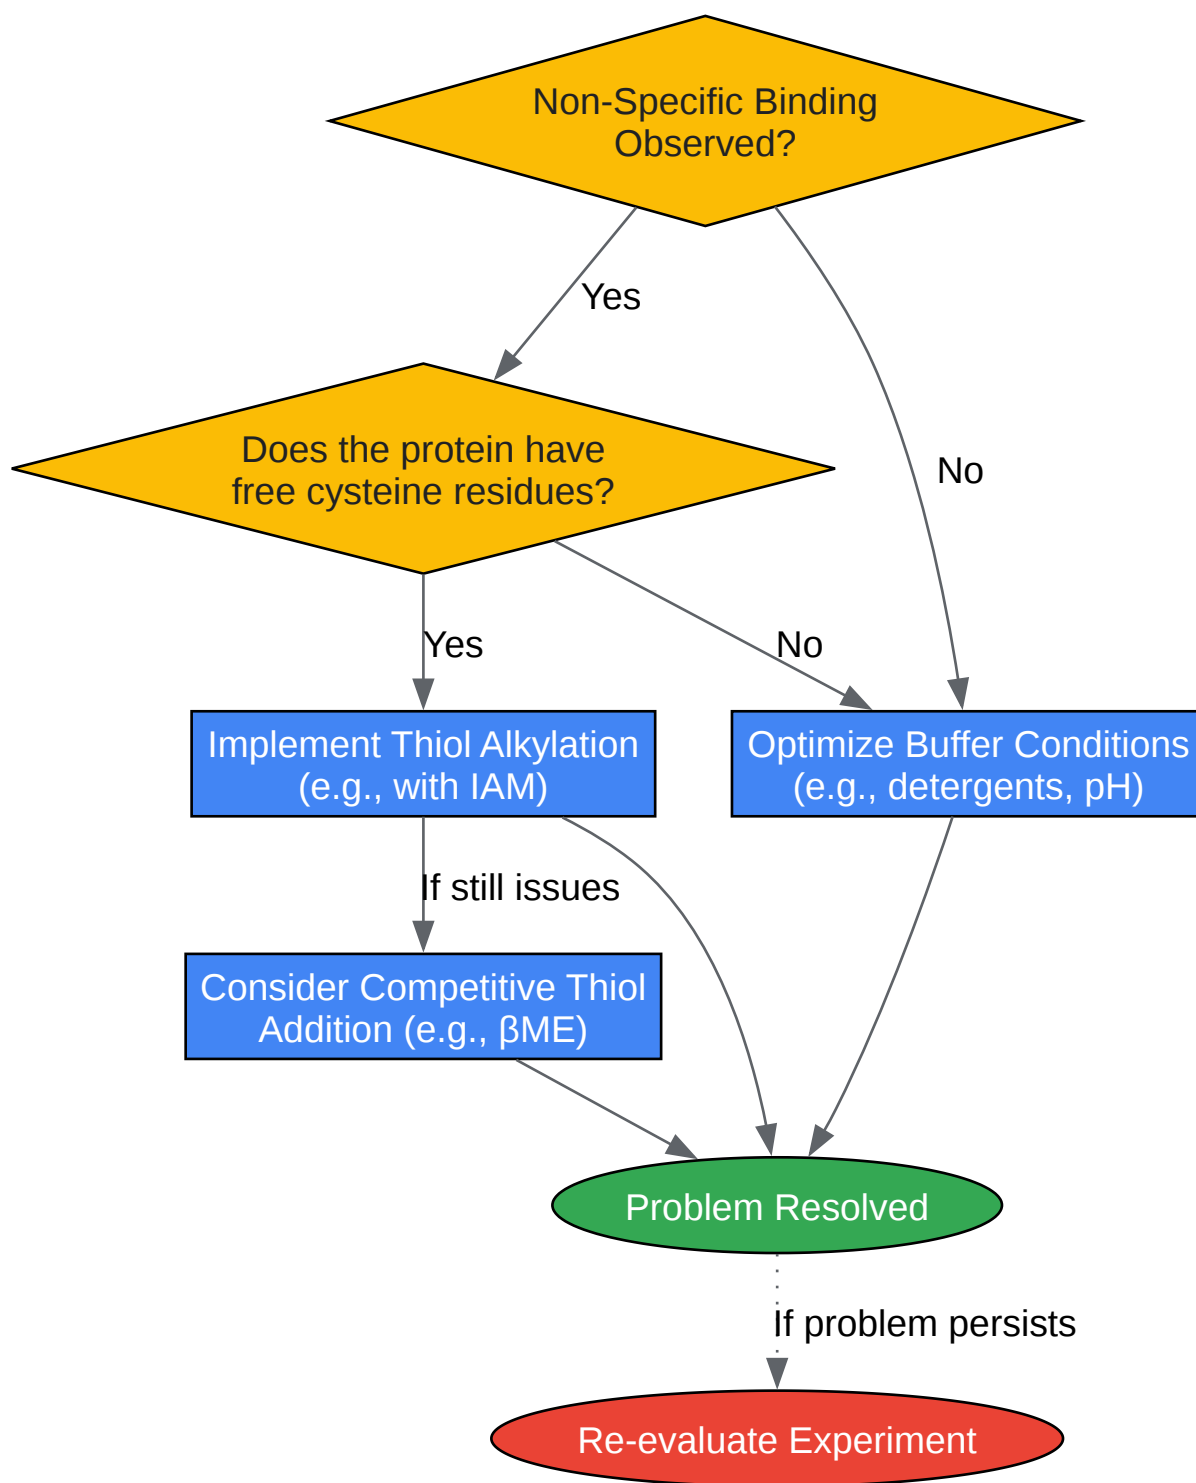 Non-Specific Binding
Observed?
Yes
No
Does the protein have
free cysteine residues?
Yes
No
Implement Thiol Alkylation
(e.g., with IAM)
Optimize Buffer Conditions
(e.g., detergents, pH)
If still issues
Consider Competitive Thiol
Addition (e.g., βME)
Problem Resolved
If problem persists
Re-evaluate Experiment